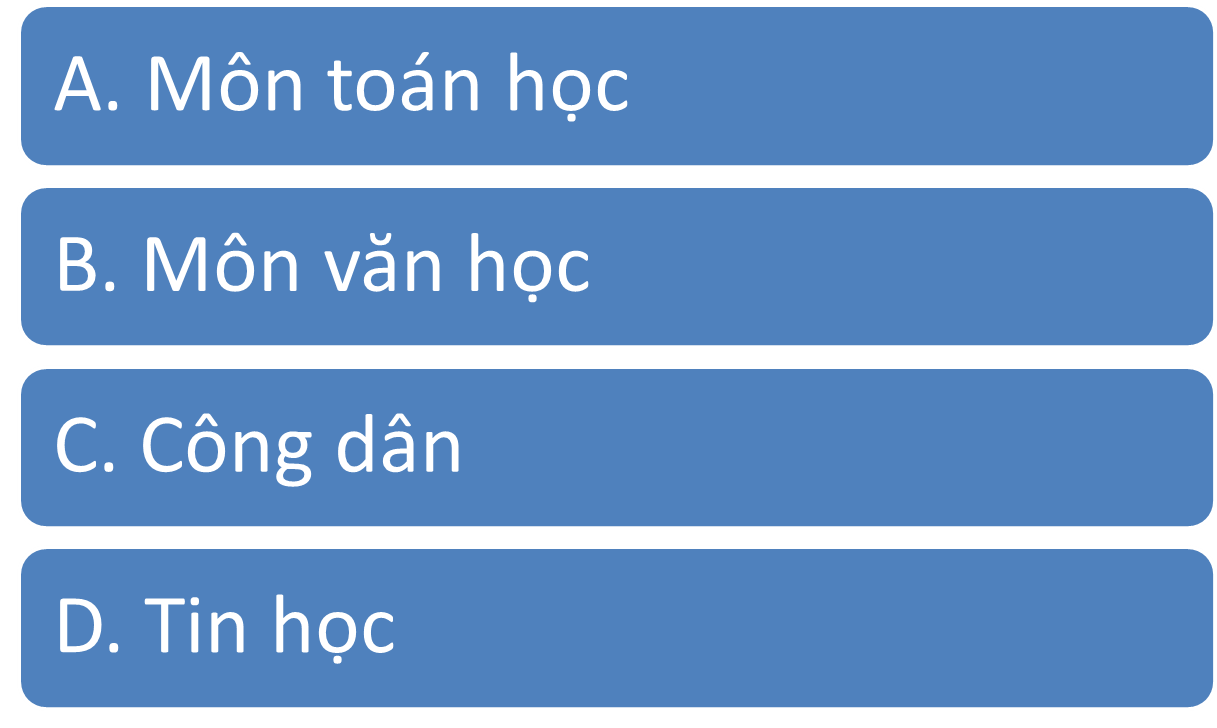 A. Môn toán học
B. Môn văn học
C. Công dân
D. Tin học